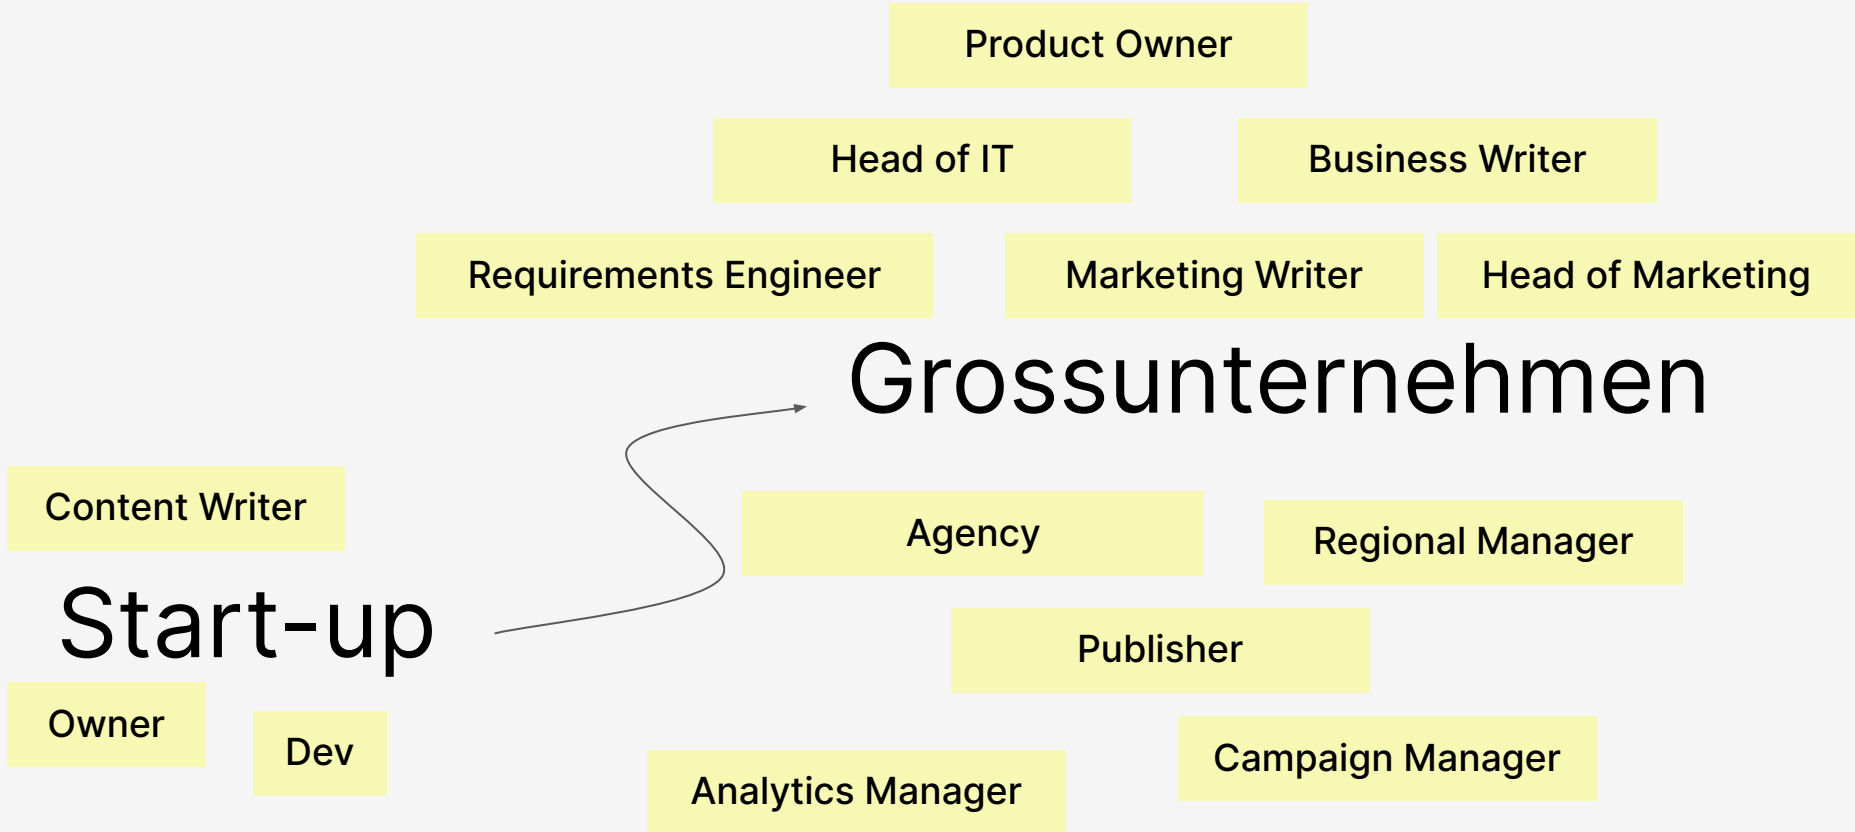 Product Owner
Head of IT
Business Writer
Requirements Engineer
Marketing Writer
Head of Marketing
Grossunternehmen
Content Writer
Agency
Regional Manager
Start-up
Publisher
Owner
Dev
Campaign Manager
Analytics Manager